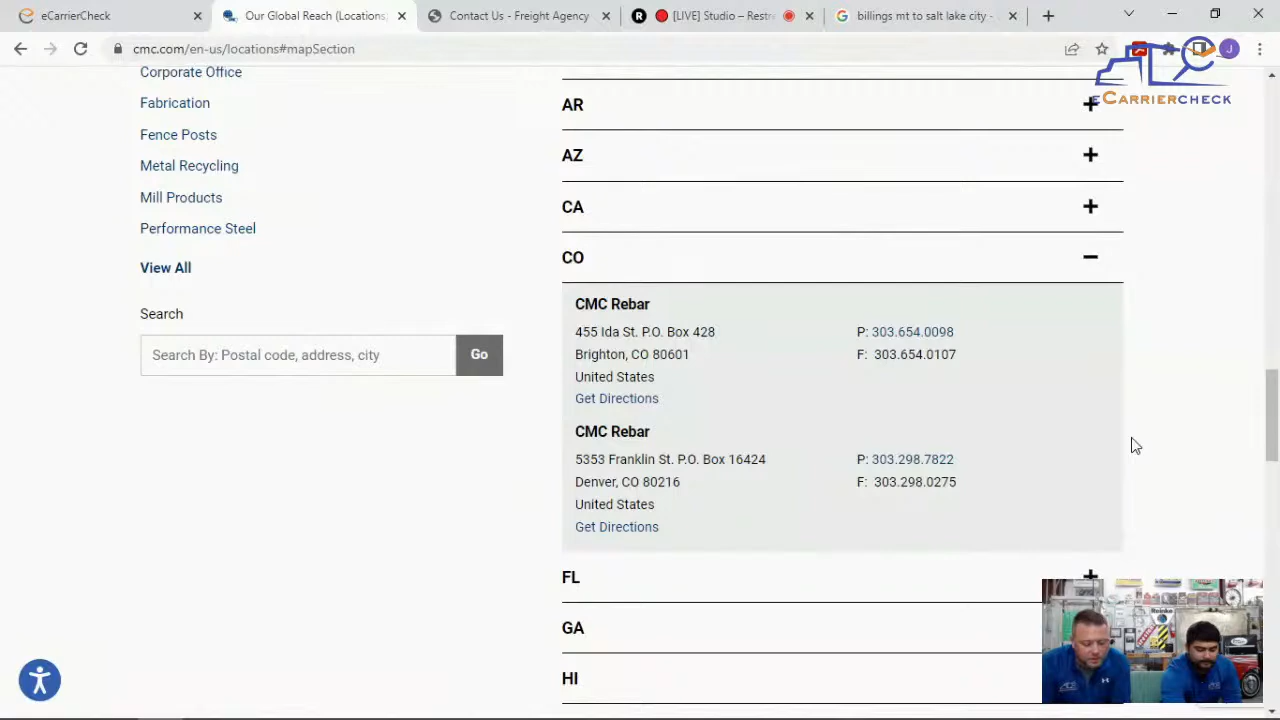 eCarrierCheck
Our Global Reach (Locations
Contact Us - Freight Agency
[LIVE] Studio – Restre
billings mt to salt lake city -
cmc.com/en-us/locations#mapSection
J
eCARRIERCHECK
Corporate Office
Fabrication
Fence Posts
Metal Recycling
Mill Products
Performance Steel
View All
Search
Search By: Postal code, address, city
Go
AR
AZ
CA
CO
CMC Rebar
455 Ida St. P.O. Box 428
P: 303.654.0098
Brighton, CO 80601
F: 303.654.0107
United States
Get Directions
CMC Rebar
5353 Franklin St. P.O. Box 16424
P: 303.298.7822
Denver, CO 80216
F: 303.298.0275
United States
Get Directions
FL
GA
HI
Reinke